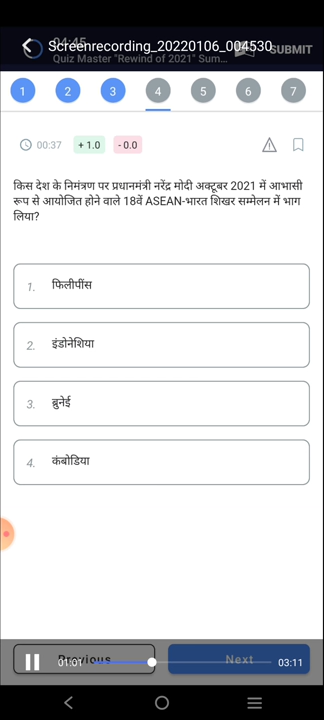 04:45
Screenrecording_20220106_004530
Quiz Master "Rewind of 2021" Sum...
SUBMIT
1 2 3 4 5 6 7
00:37 + 1.0 - 0.0
किस देश के निमंत्रण पर प्रधानमंत्री नरेंद्र मोदी अक्टूबर 2021 में आभासी
रूप से आयोजित होने वाले 18वें ASEAN-भारत शिखर सम्मेलन में भाग
लिया?
1. फिलीपींस
2. इंडोनेशिया
3. ब्रुनेई
4. कंबोडिया
Previous Next
01:01 03:11